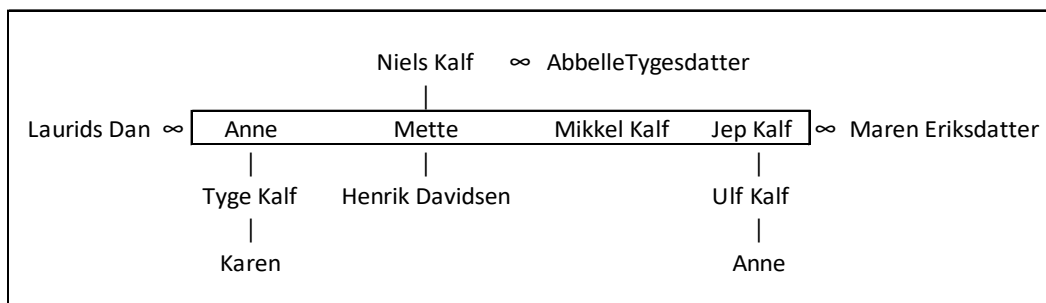 Niels Kalf ∞ AbbelleTygesdatter
Laurids Dan ∞ Anne Mette Mikkel Kalf Jep Kalf ∞ Maren Eriksdatter
Tyge Kalf Henrik Davidsen Ulf Kalf
Karen Anne